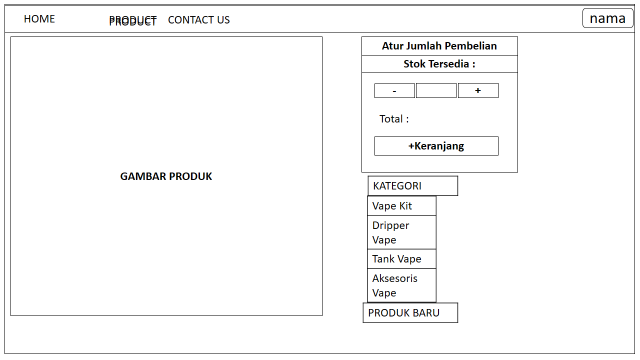 HOME
PRODUCT
PRODUCT
CONTACT US
nama
GAMBAR PRODUK
Atur Jumlah Pembelian
Stok Tersedia :
- +
Total :
+Keranjang
KATEGORI
Vape Kit
Dripper
Vape
Tank Vape
Aksesoris
Vape
PRODUK BARU